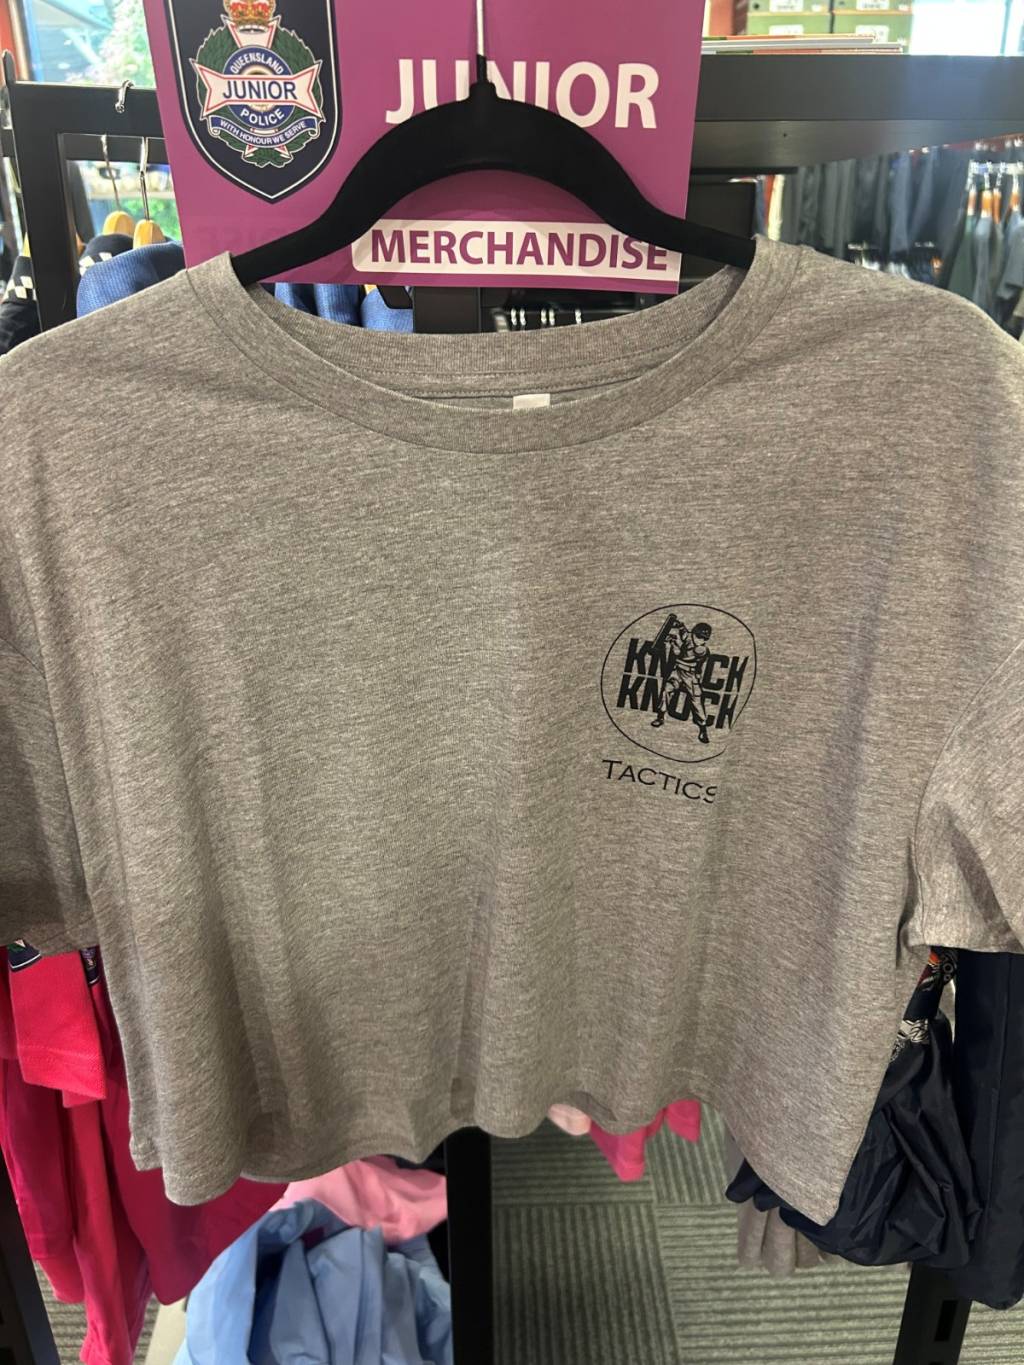 QUEENSLAND
JUNIOR
POLICE
WITH HONOUR WE SERVE
JUNIOR
MERCHANDISE
KNOCK
KNOCK
TACTICS